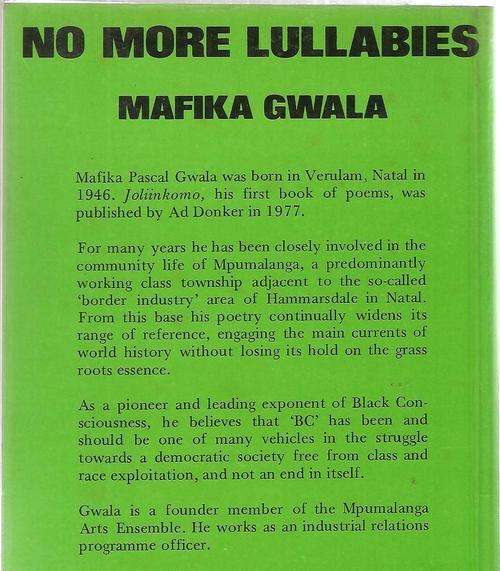 NO MORE LULLABIES
MAFIKA GWALA
Mafika Pascal Gwala was born in Verulam, Natal in
1946. Joliinkomo, his first book of poems, was
published by Ad Donker in 1977.
For many years he has been closely involved in the
community life of Mpumalanga, a predominantly
working class township adjacent to the so-called
‘border industry’ area of Hammarsdale in Natal.
From this base his poetry continually widens its
range of reference, engaging the main currents of
world history without losing its hold on the grass
roots essence.
As a pioneer and leading exponent of Black Con-
sciousness, he believes that ‘BC’ has been and
should be one of many vehicles in the struggle
towards a democratic society free from class and
race exploitation, and not an end in itself.
Gwala is a founder member of the Mpumalanga
Arts Ensemble. He works as an industrial relations
programme officer.